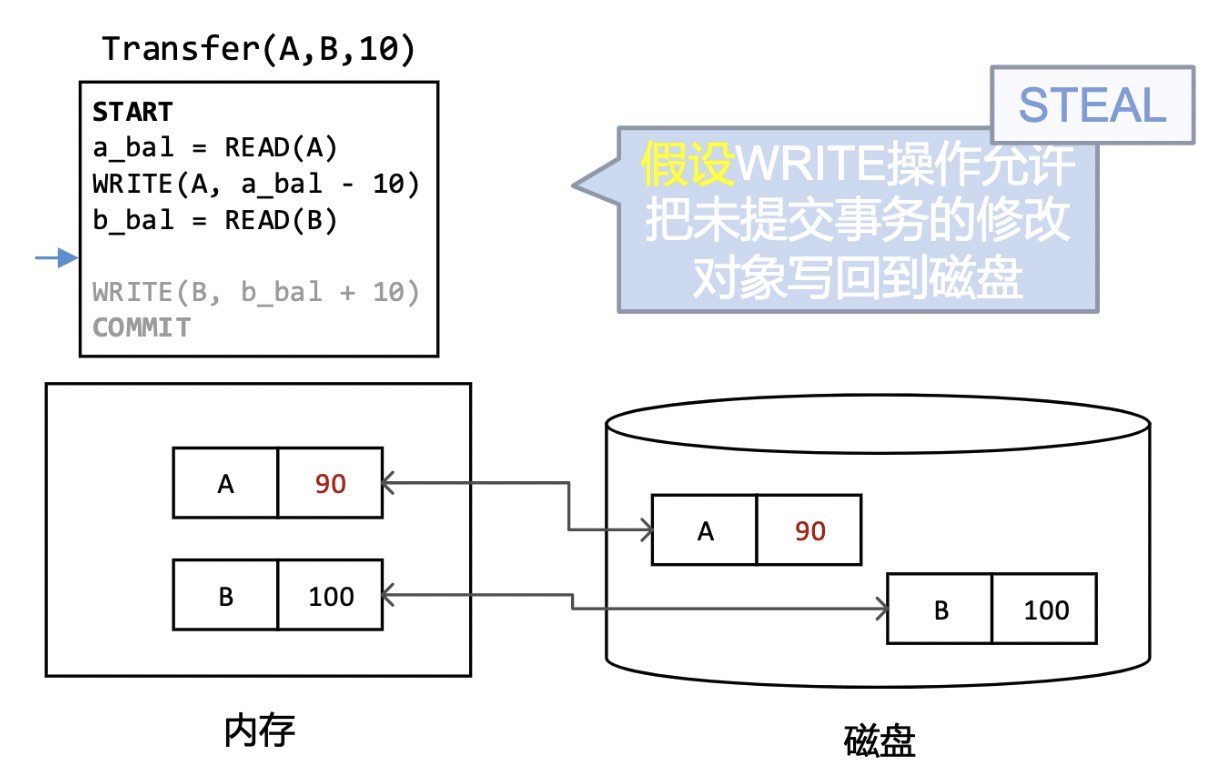 Transfer(A,B,10)
START
a_bal = READ(A)
WRITE(A, a_bal - 10)
b_bal = READ(B)
WRITE(B, b_bal + 10)
COMMIT
STEAL
假设WRITE操作允许
把未提交事务的修改
对象写回到磁盘
A 90
B 100
内存
A 90
B 100
磁盘